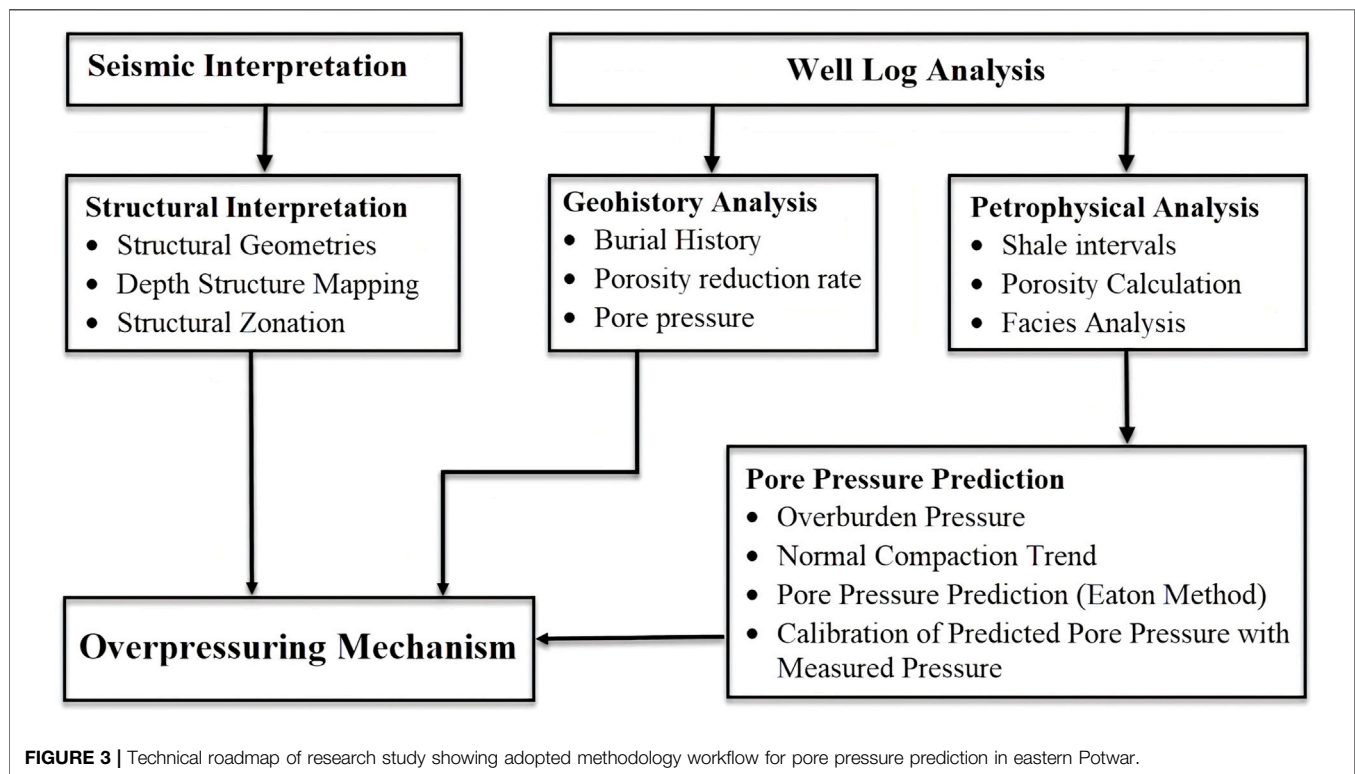 Seismic Interpretation
Well Log Analysis
Structural Interpretation
• Structural Geometries
• Depth Structure Mapping
• Structural Zonation
Geohistory Analysis
• Burial History
• Porosity reduction rate
• Pore pressure
Petrophysical Analysis
• Shale intervals
• Porosity Calculation
• Facies Analysis
Pore Pressure Prediction
• Overburden Pressure
• Normal Compaction Trend
• Pore Pressure Prediction (Eaton Method)
• Calibration of Predicted Pore Pressure with
Measured Pressure
Overpressuring Mechanism
FIGURE 3 | Technical roadmap of research study showing adopted methodology workflow for pore pressure prediction in eastern Potwar.